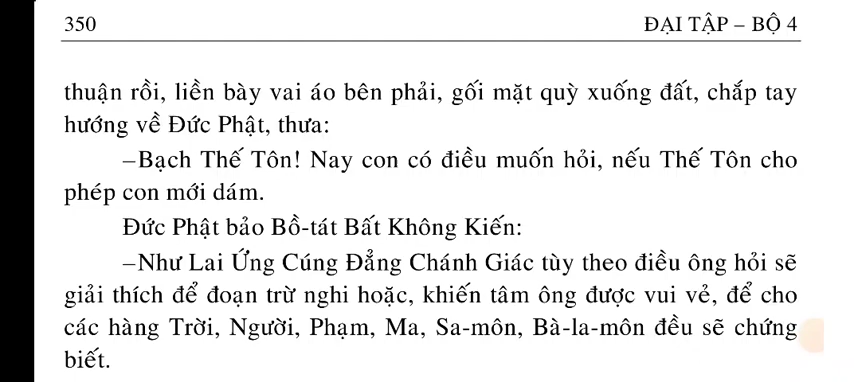 350 ĐẠI TẬP – BỘ 4
thuận rồi, liền bày vai áo bên phải, gối mặt quỳ xuống đất, chắp tay
hướng về Đức Phật, thưa:
–Bạch Thế Tôn! Nay con có điều muốn hỏi, nếu Thế Tôn cho
phép con mới dám.
Đức Phật bảo Bồ-tát Bất Không Kiến:
–Như Lai Ứng Cúng Đẳng Chánh Giác tùy theo điều ông hỏi sẽ
giải thích để đoạn trừ nghi hoặc, khiến tâm ông được vui vẻ, để cho
các hàng Trời, Người, Phạm, Ma, Sa-môn, Bà-la-môn đều sẽ chứng
biết.